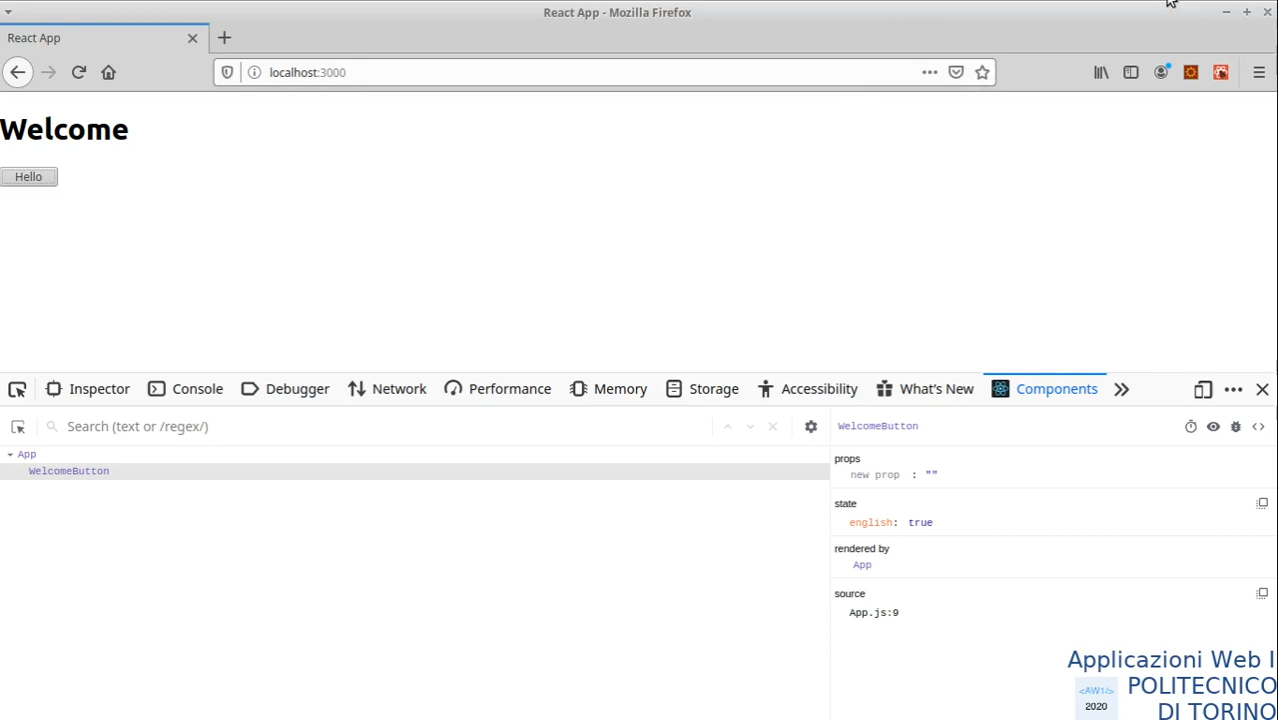 React App - Mozilla Firefox
React App
localhost:3000
Welcome
Hello
Inspector Console Debugger Network Performance Memory Storage Accessibility What's New Components
Search (text or /regex/)
WelcomeButton
App
WelcomeButton
props
new prop : ""
state
english: true
rendered by
App
source
App.js:9
Applicazioni Web I
<AW1/>
2020
POLITECNICO
DI TORINO